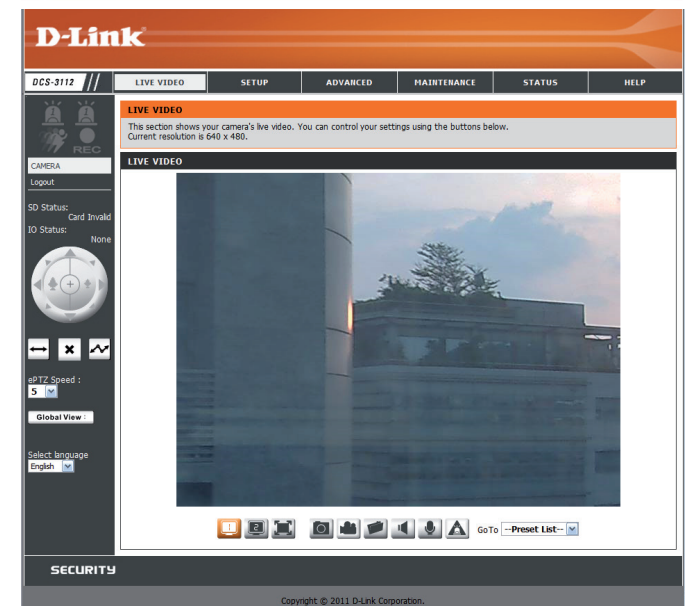 D-Link
DCS-3112 // LIVE VIDEO SETUP ADVANCED MAINTENANCE STATUS HELP
REC
CAMERA
Logout
SD Status:
Card Invalid
IO Status:
None
ePTZ Speed :
5
Global View
Select language
English
LIVE VIDEO
This section shows your camera's live video. You can control your settings using the buttons below.
Current resolution is 640 x 480.
LIVE VIDEO
1 2 GoTo --Preset List--
SECURITY
Copyright © 2011 D-Link Corporation.